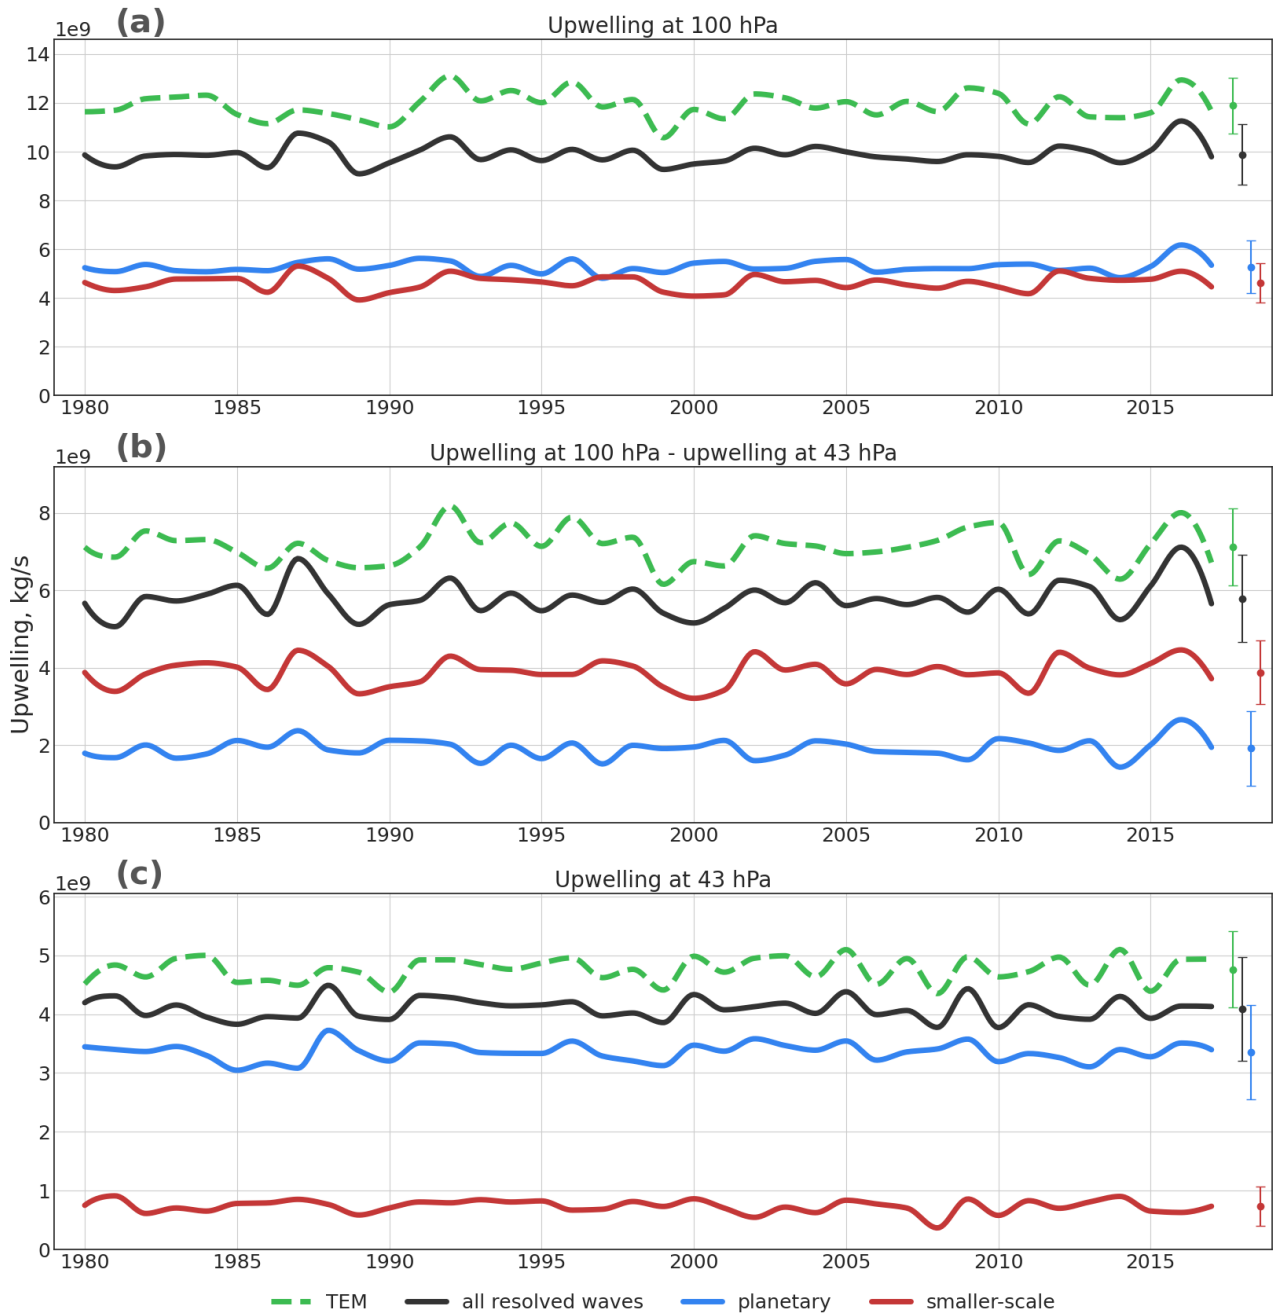 (a)
Upwelling at 100 hPa
1e9
14
12
10
8
6
4
2
0
1980 1985 1990 1995 2000 2005 2010 2015
(b)
Upwelling at 100 hPa - upwelling at 43 hPa
1e9
8
6
4
2
0
Upwelling, kg/s
1980 1985 1990 1995 2000 2005 2010 2015
(c)
Upwelling at 43 hPa
1e9
6
5
4
3
2
1
0
1980 1985 1990 1995 2000 2005 2010 2015
TEM all resolved waves planetary smaller-scale